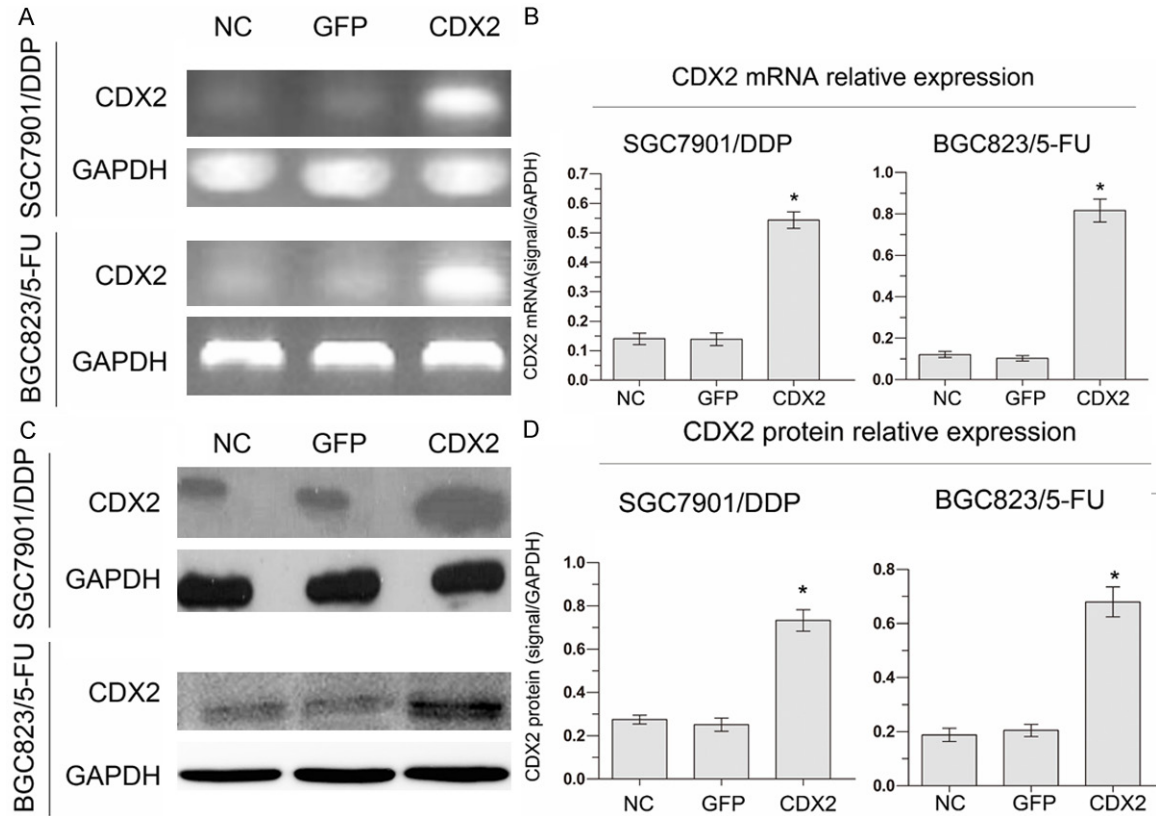 A
NC GFP CDX2
SGC7901/DDP
CDX2
GAPDH
BGC823/5-FU
CDX2
GAPDH
B
CDX2 mRNA relative expression
SGC7901/DDP
BGC823/5-FU
CDX2 mRNA(signal/GAPDH)
0.7
0.6
0.5
0.4
0.3
0.2
0.1
0.0
*
NC GFP CDX2
1.0
0.8
0.6
0.4
0.2
0.0
*
NC GFP CDX2
C
NC GFP CDX2
SGC7901/DDP
CDX2
GAPDH
BGC823/5-FU
CDX2
GAPDH
D
CDX2 protein relative expression
SGC7901/DDP
BGC823/5-FU
CDX2 protein (signal/GAPDH)
1.0
0.8
0.6
0.4
0.2
0.0
*
NC GFP CDX2
0.8
0.6
0.4
0.2
0.0
*
NC GFP CDX2